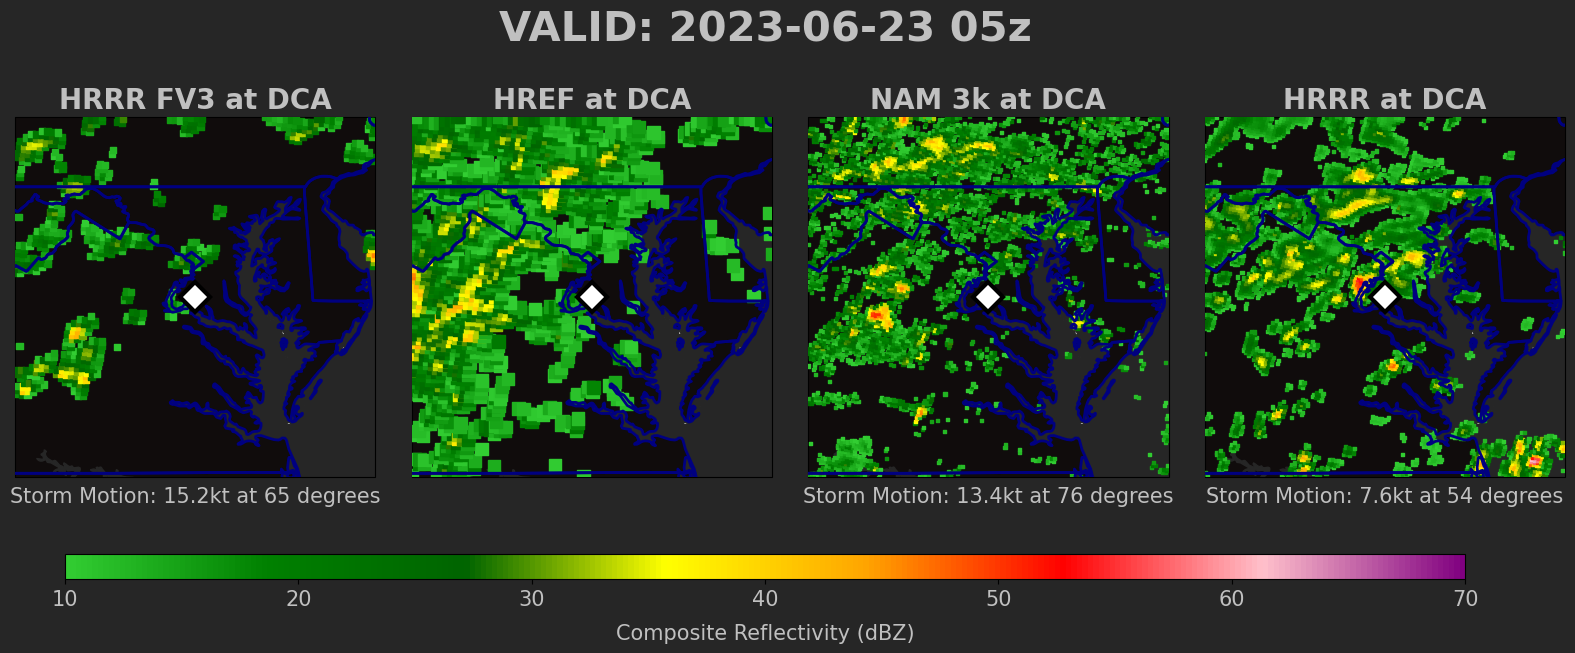 VALID: 2023-06-23 05z
HRRR FV3 at DCA
HREF at DCA
NAM 3k at DCA
HRRR at DCA
Storm Motion: 15.2kt at 65 degrees
Storm Motion: 13.4kt at 76 degrees
Storm Motion: 7.6kt at 54 degrees
10 20 30 40 50 60 70
Composite Reflectivity (dBZ)